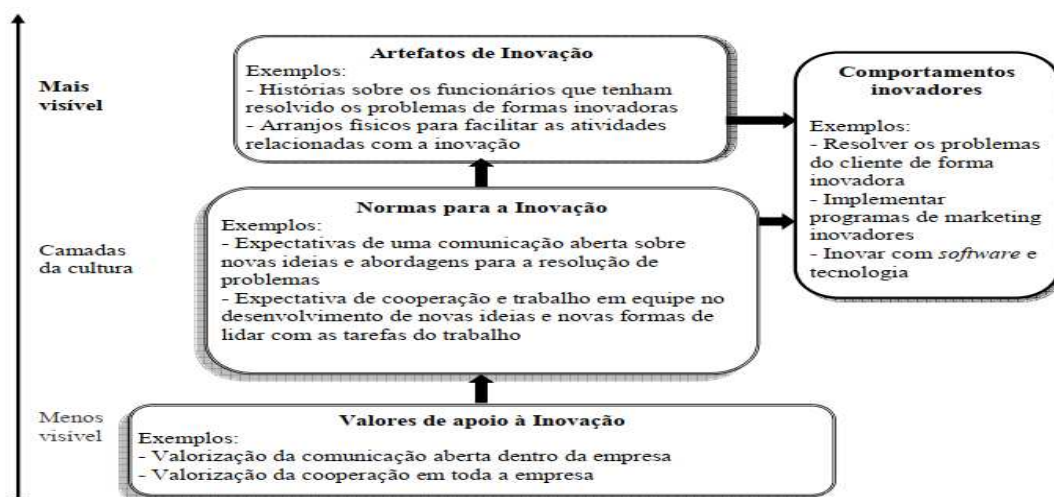 Artefatos de Inovação
Exemplos:
- Histórias sobre os funcionários que tenham
resolvido os problemas de formas inovadoras
- Arranjos físicos para facilitar as atividades
relacionadas com a inovação
Mais
visível
Comportamentos
inovadores
Exemplos:
- Resolver os problemas
do cliente de forma
inovadora
- Implementar
programas de marketing
inovadores
- Inovar com software e
tecnologia
Normas para a Inovação
Exemplos:
- Expectativas de uma comunicação aberta sobre
novas ideias e abordagens para a resolução de
problemas
- Expectativa de cooperação e trabalho em equipe no
desenvolvimento de novas ideias e novas formas de
lidar com as tarefas do trabalho
Camadas
da cultura
Menos
visível
Valores de apoio à Inovação
Exemplos:
- Valorização da comunicação aberta dentro da empresa
- Valorização da cooperação em toda a empresa